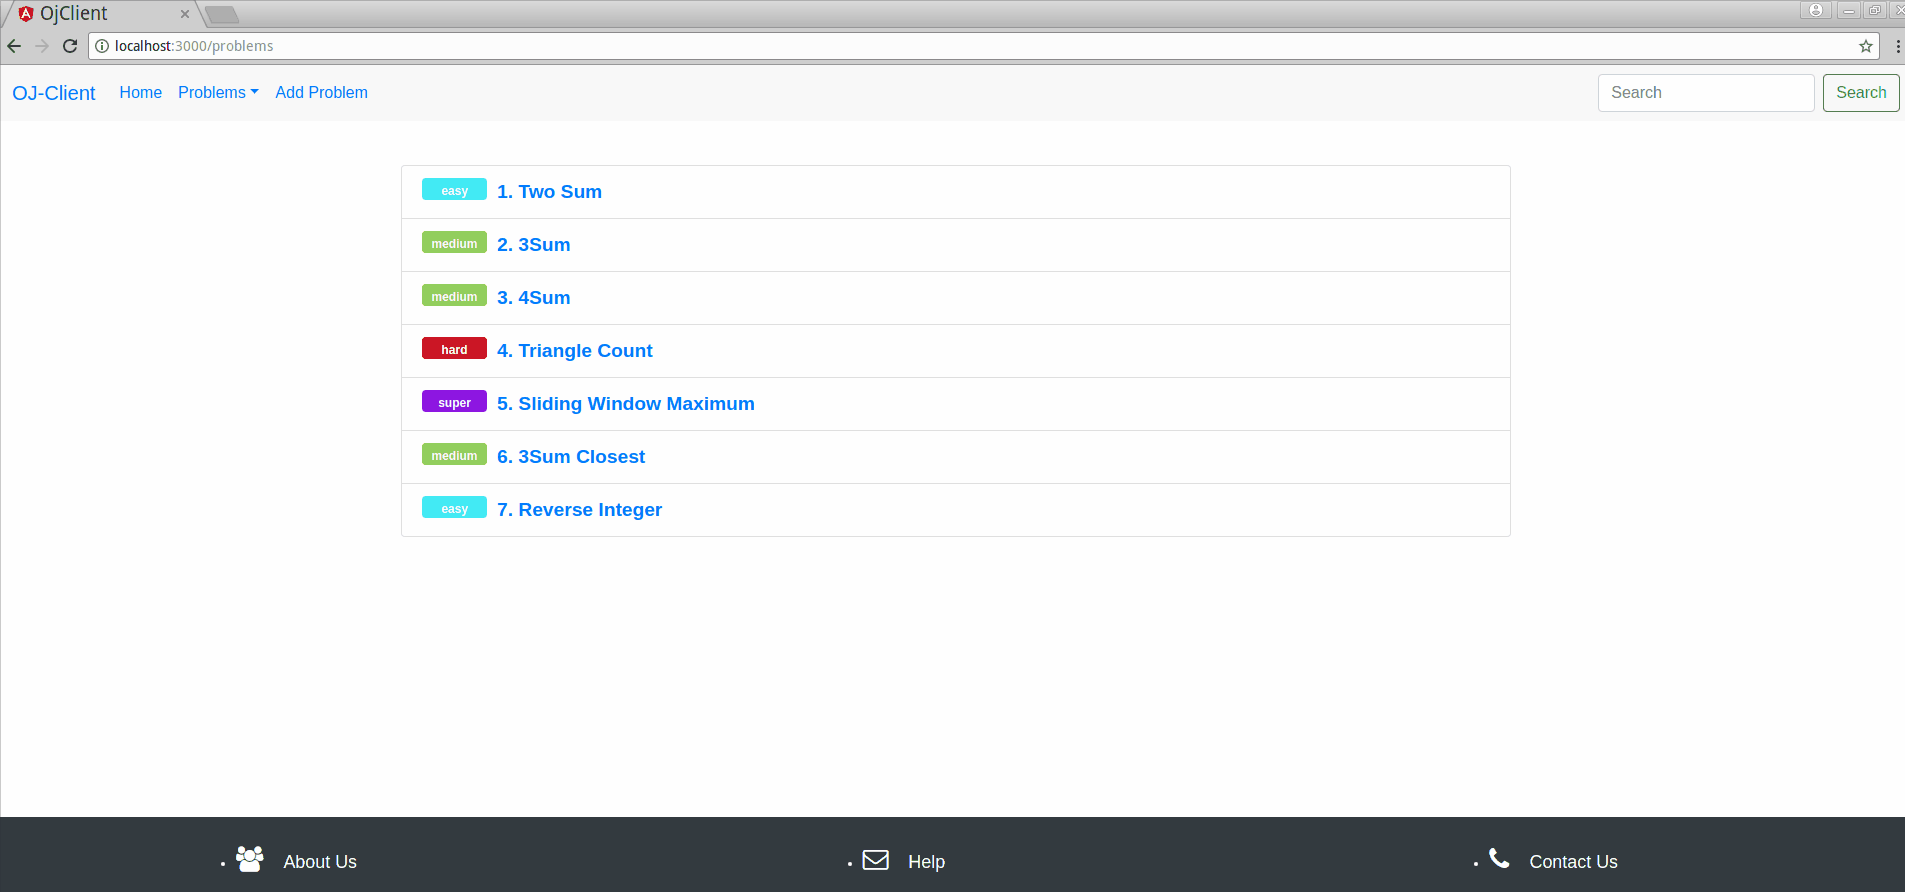 OjClient
localhost:3000/problems
OJ-Client Home Problems Add Problem Search Search
easy 1. Two Sum
medium 2. 3Sum
medium 3. 4Sum
hard 4. Triangle Count
super 5. Sliding Window Maximum
medium 6. 3Sum Closest
easy 7. Reverse Integer
About Us Help Contact Us